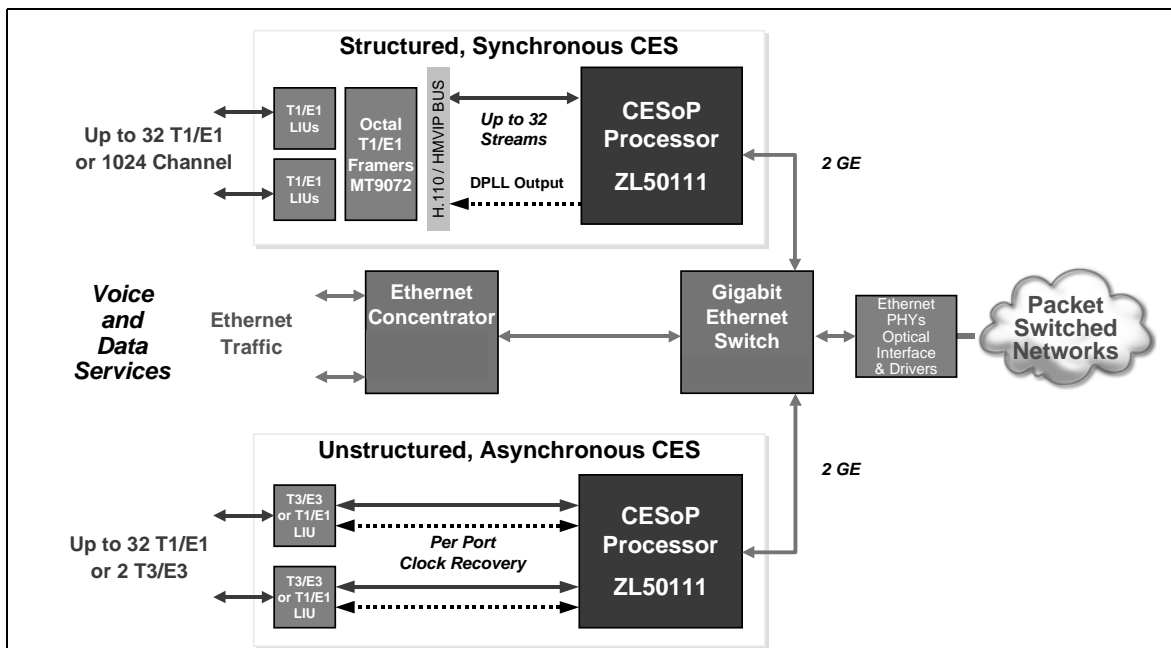 Structured, Synchronous CES
Up to 32 T1/E1
or 1024 Channel
T1/E1
LIUs
T1/E1
LIUs
Octal
T1/E1
Framers
MT9072
H.110 / HMVIP BUS
Up to 32
Streams
DPLL Output
CESoP
Processor
ZL50111
2 GE
Voice
and
Data
Services
Ethernet
Traffic
Ethernet
Concentrator
Gigabit
Ethernet
Switch
Ethernet
PHYs
Optical
Interface
& Drivers
Packet
Switched
Networks
Unstructured, Asynchronous CES
2 GE
Up to 32 T1/E1
or 2 T3/E3
T3/E3
or T1/E1
LIU
T3/E3
or T1/E1
LIU
Per Port
Clock Recovery
CESoP
Processor
ZL50111